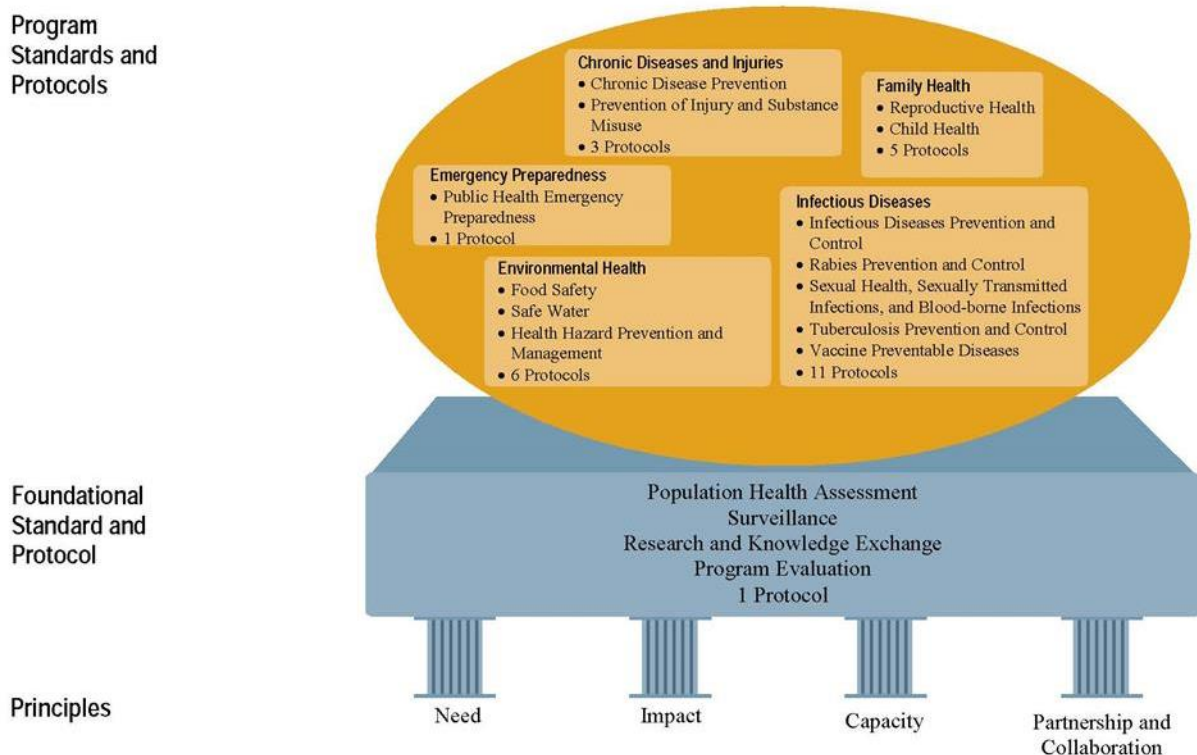 Program
Standards and
Protocols
Chronic Diseases and Injuries
• Chronic Disease Prevention
• Prevention of Injury and Substance
Misuse
• 3 Protocols
Family Health
• Reproductive Health
• Child Health
• 5 Protocols
Emergency Preparedness
• Public Health Emergency
Preparedness
• 1 Protocol
Infectious Diseases
• Infectious Diseases Prevention and
Control
• Rabies Prevention and Control
• Sexual Health, Sexually Transmitted
Infections, and Blood-borne Infections
• Tuberculosis Prevention and Control
• Vaccine Preventable Diseases
• 11 Protocols
Environmental Health
• Food Safety
• Safe Water
• Health Hazard Prevention and
Management
• 6 Protocols
Foundational
Standard and
Protocol
Population Health Assessment
Surveillance
Research and Knowledge Exchange
Program Evaluation
1 Protocol
Principles
Need
Impact
Capacity
Partnership and
Collaboration